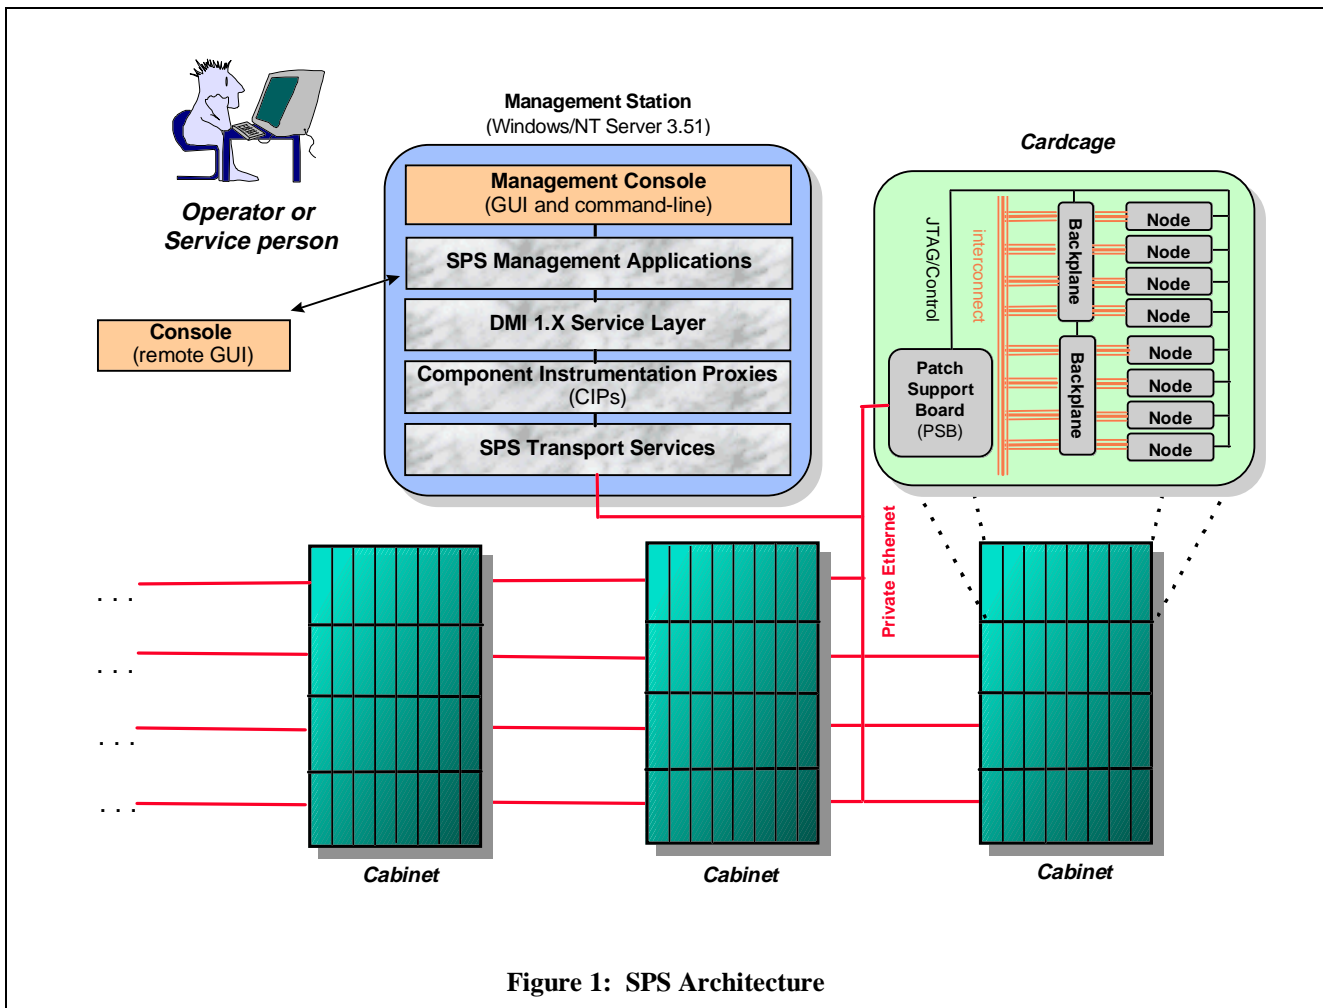 Management Station
(Windows/NT Server 3.51)
Operator or
Service person
Management Console
(GUI and command-line)
SPS Management Applications
DMI 1.X Service Layer
Component Instrumentation Proxies
(CIPs)
SPS Transport Services
Console
(remote GUI)
Cardcage
JTAG/Control
interconnect
Backplane
Backplane
Node
Node
Node
Node
Node
Node
Node
Node
Patch
Support
Board
(PSB)
Private Ethernet
. . .
. . .
. . .
. . .
Cabinet
Cabinet
Cabinet
Figure 1:  SPS Architecture